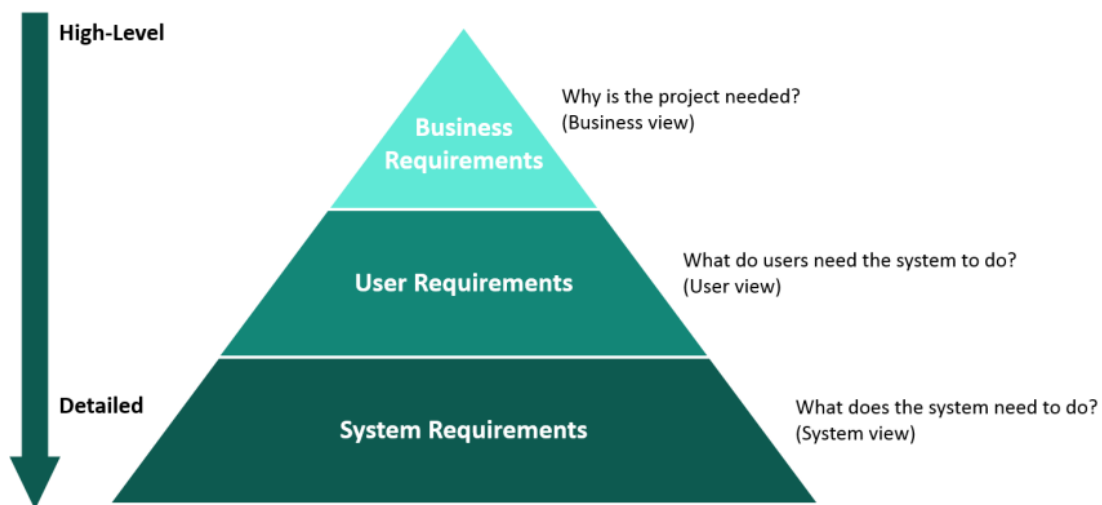 High-Level
Business
Requirements
Why is the project needed?
(Business view)
User Requirements
What do users need the system to do?
(User view)
Detailed
System Requirements
What does the system need to do?
(System view)